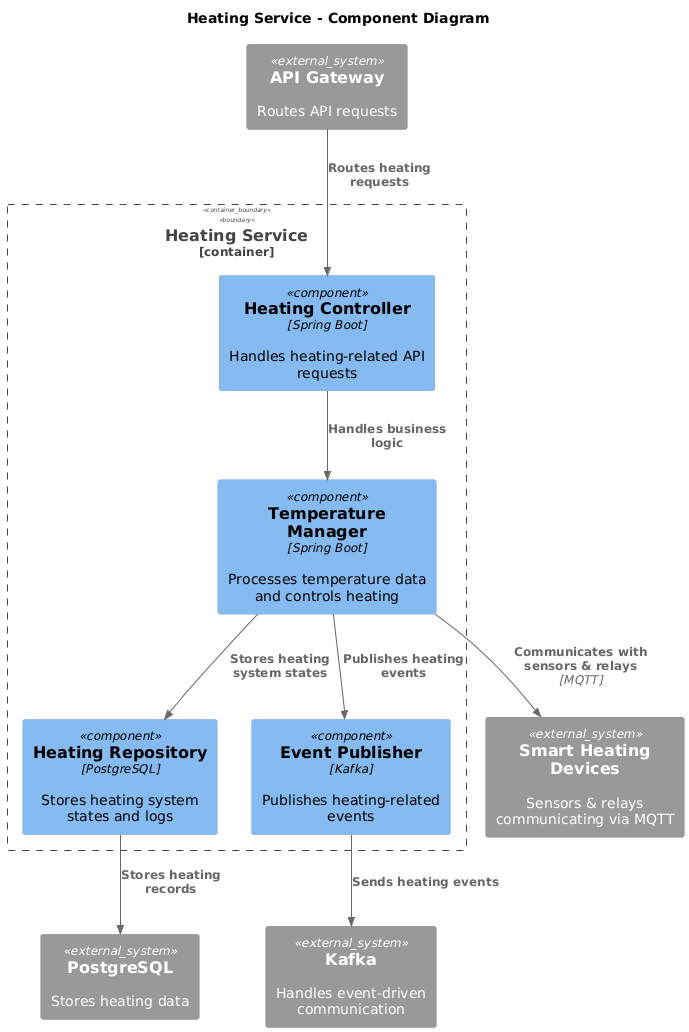 Heating Service - Component Diagram
«external_system»
API Gateway
Routes API requests
Routes heating
requests
«container_boundary»
«boundary»
Heating Service
[container]
«component»
Heating Controller
[Spring Boot]
Handles heating-related API
requests
Handles business
logic
«component»
Temperature
Manager
[Spring Boot]
Processes temperature data
and controls heating
Stores heating
system states
Publishes heating
events
Communicates with
sensors & relays
[MQTT]
«component»
Heating Repository
[PostgreSQL]
Stores heating system
states and logs
«component»
Event Publisher
[Kafka]
Publishes heating-related
events
«external_system»
Smart Heating
Devices
Sensors & relays
communicating via MQTT
Stores heating
records
Sends heating events
«external_system»
PostgreSQL
Stores heating data
«external_system»
Kafka
Handles event-driven
communication